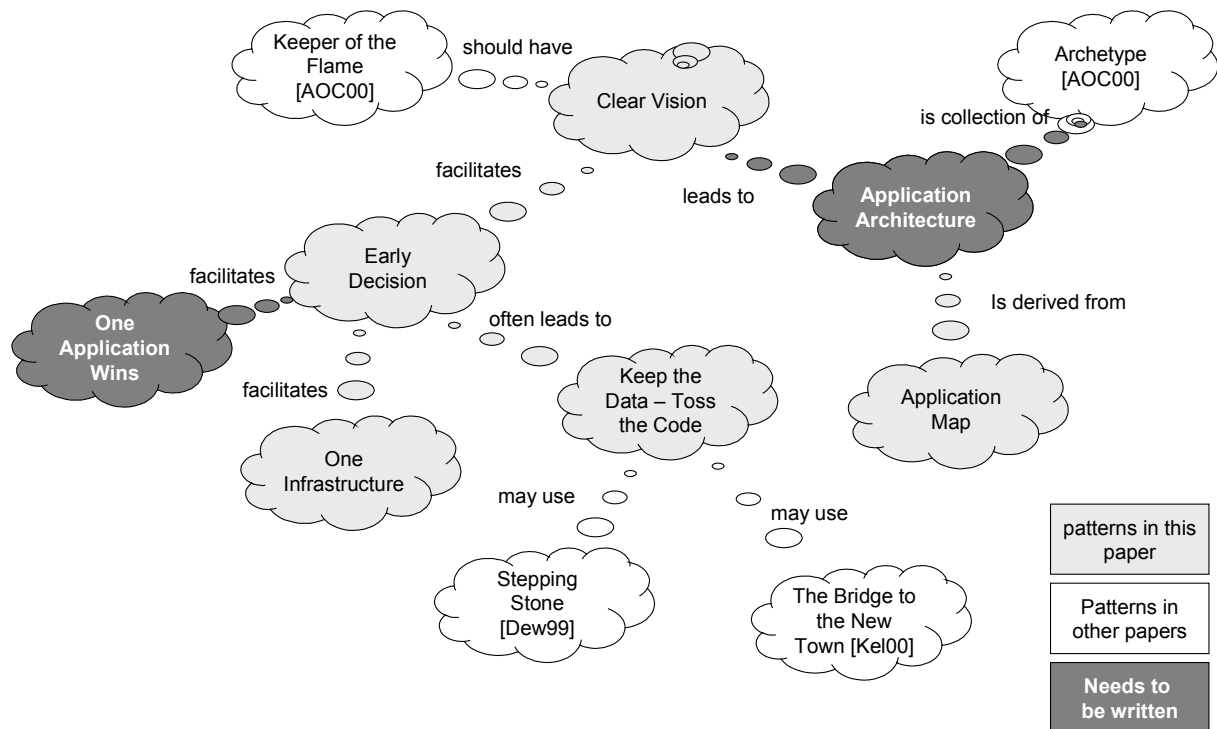 Keeper of the
Flame
[AOC00]
should have
Clear Vision
Archetype
[AOC00]
is collection of
facilitates
leads to
Application
Architecture
Early
Decision
facilitates
One
Application
Wins
often leads to
Is derived from
facilitates
Keep the
Data – Toss
the Code
Application
Map
One
Infrastructure
may use
may use
Stepping
Stone
[Dew99]
The Bridge to
the New
Town [Kel00]
patterns in this
paper
Patterns in
other papers
Needs to
be written